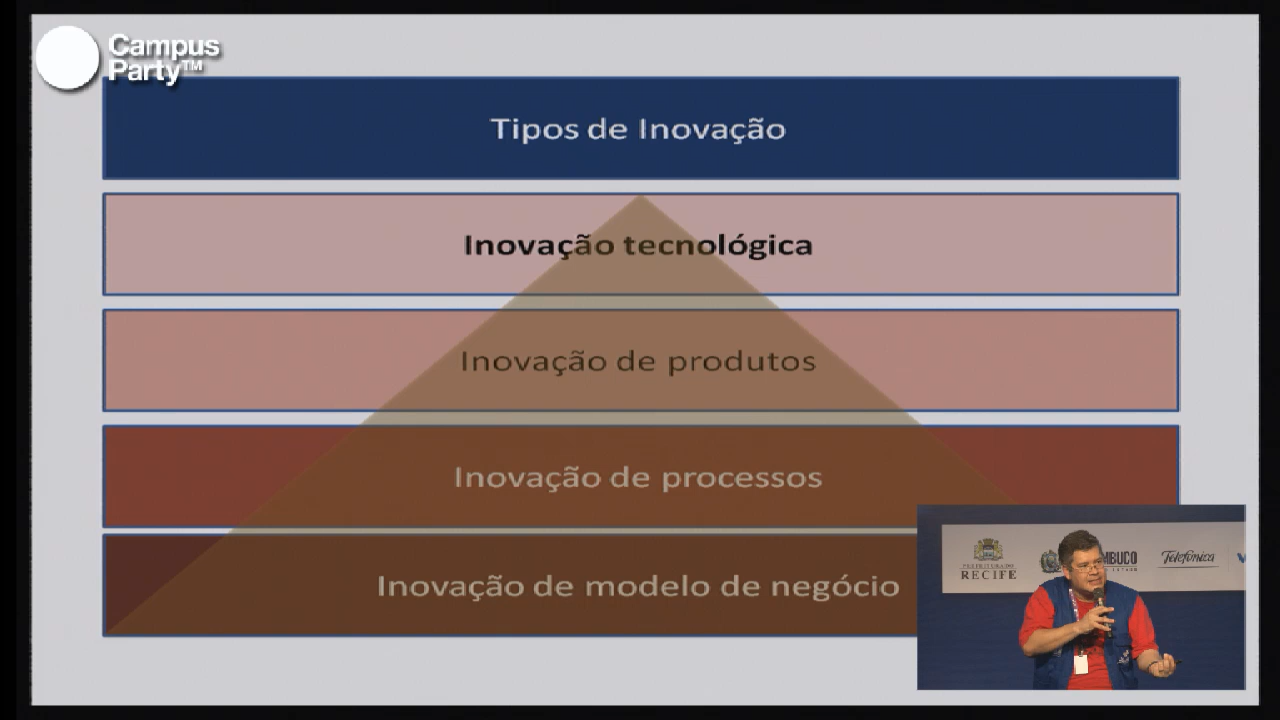 Campus
Party™
Tipos de Inovação
Inovação tecnológica
Inovação de produtos
Inovação de processos
Inovação de modelo de negócio
RECIFE
MBUCO
Telefónica